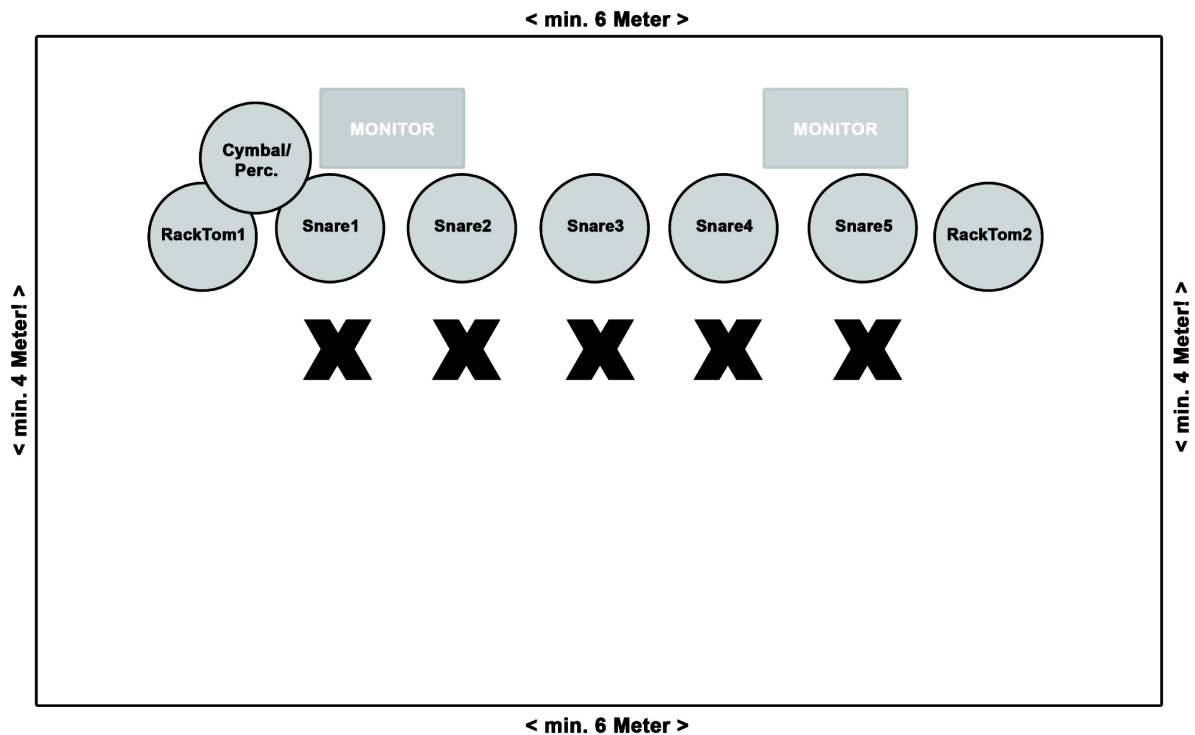 < min. 6 Meter >
MONITOR
MONITOR
Cymbal/
Perc.
RackTom1
Snare1
Snare2
Snare3
Snare4
Snare5
RackTom2
< min. 4 Meter! >
< min. 4 Meter! >
X
X
X
X
X
< min. 6 Meter >